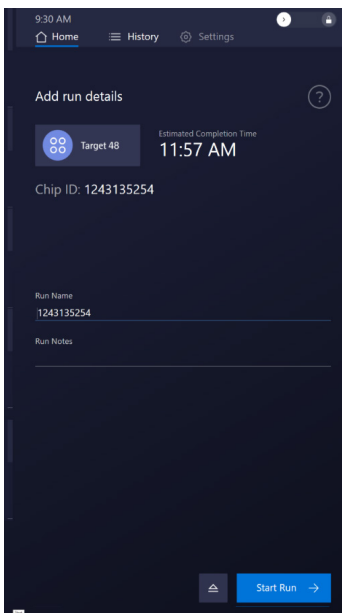 9:30 AM
Home History Settings
Add run details
?
Target 48
Estimated Completion Time
11:57 AM
Chip ID: 1243135254
Run Name
1243135254
Run Notes
Start Run